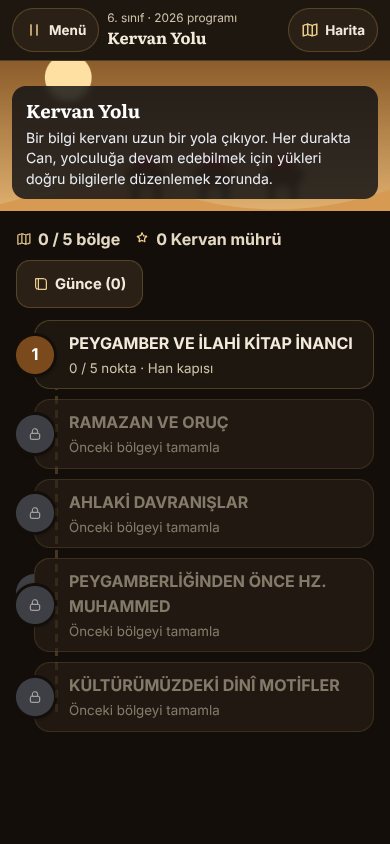 Menü
6. sınıf · 2026 programı
Kervan Yolu
Harita
Kervan Yolu
Bir bilgi kervanı uzun bir yola çıkıyor. Her durakta
Can, yolculuğa devam edebilmek için yükleri
doğru bilgilerle düzenlemek zorunda.
0 / 5 bölge
0 Kervan mührü
Günce (0)
1
PEYGAMBER VE İLAHİ KİTAP İNANCI
0 / 5 nokta · Han kapısı
RAMAZAN VE ORUÇ
Önceki bölgeyi tamamla
AHLAKİ DAVRANIŞLAR
Önceki bölgeyi tamamla
PEYGAMBERLİĞİNDEN ÖNCE HZ.
MUHAMMED
Önceki bölgeyi tamamla
KÜLTÜRÜMÜZDEKİ DİNÎ MOTİFLER
Önceki bölgeyi tamamla